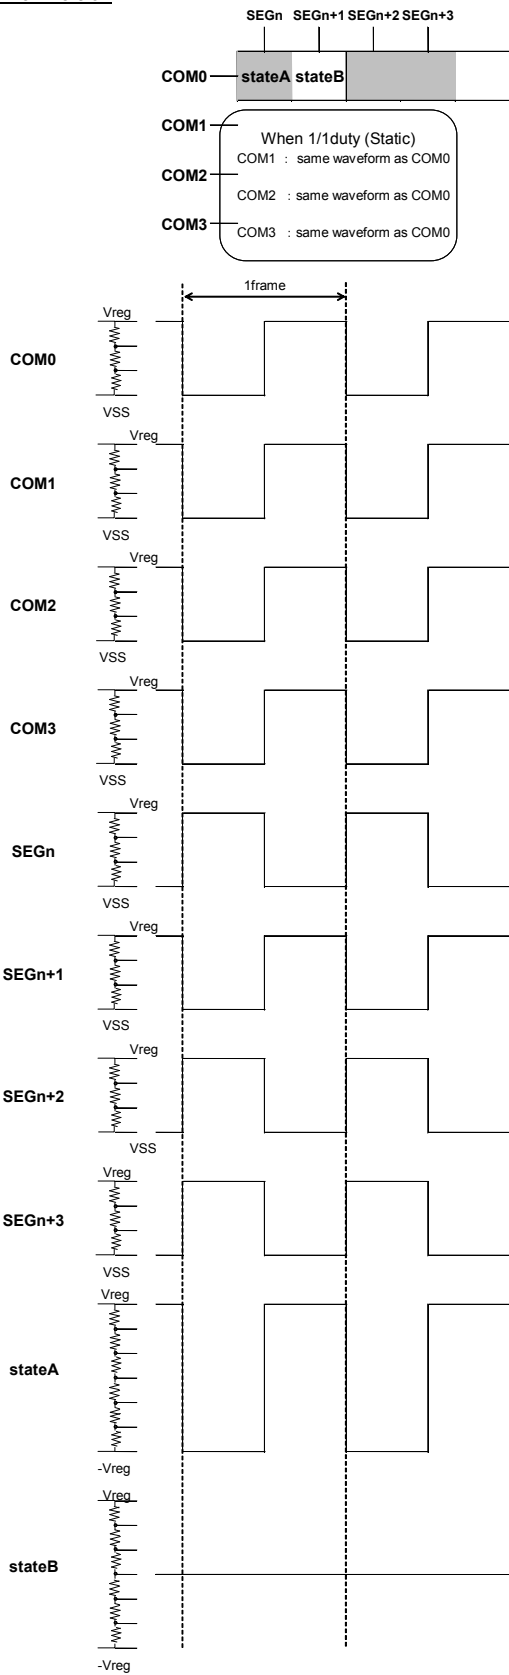 SEGn SEGn+1 SEGn+2 SEGn+3
COM0 stateA stateB
COM1
When 1/1duty (Static)
COM1 : same waveform as COM0
COM2
COM2 : same waveform as COM0
COM3
COM3 : same waveform as COM0
1frame
Vreg
COM0
VSS
Vreg
COM1
VSS
Vreg
COM2
VSS
Vreg
COM3
VSS
Vreg
SEGn
VSS
Vreg
SEGn+1
VSS
Vreg
SEGn+2
VSS
Vreg
SEGn+3
VSS
Vreg
stateA
-Vreg
Vreg
stateB
-Vreg